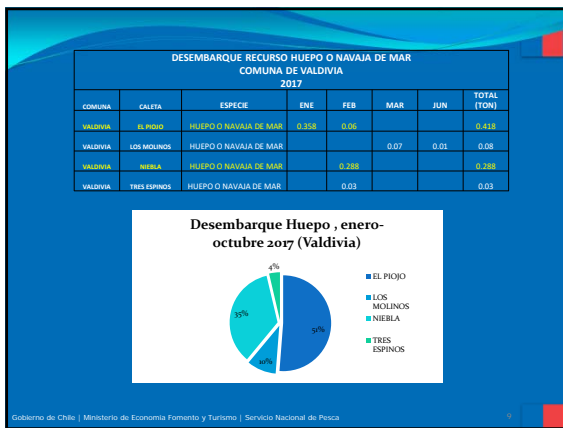 DESEMBARQUE RECURSO HUEPO O NAVAJA DE MAR
COMUNA DE VALDIVIA
2017
COMUNA CALETA ESPECIE ENE FEB MAR JUN TOTAL (TON)
VALDIVIA EL PIOJO HUEPO O NAVAJA DE MAR 0.358 0.06 0.418
VALDIVIA LOS MOLINOS HUEPO O NAVAJA DE MAR 0.07 0.01 0.08
VALDIVIA NIEBLA HUEPO O NAVAJA DE MAR 0.288 0.288
VALDIVIA TRES ESPINOS HUEPO O NAVAJA DE MAR 0.03 0.03
Desembarque Huepo , enero-
octubre 2017 (Valdivia)
4%
35%
51%
10%
EL PIOJO
LOS
MOLINOS
NIEBLA
TRES
ESPINOS
Gobierno de Chile | Ministerio de Economía Fomento y Turismo | Servicio Nacional de Pesca
9